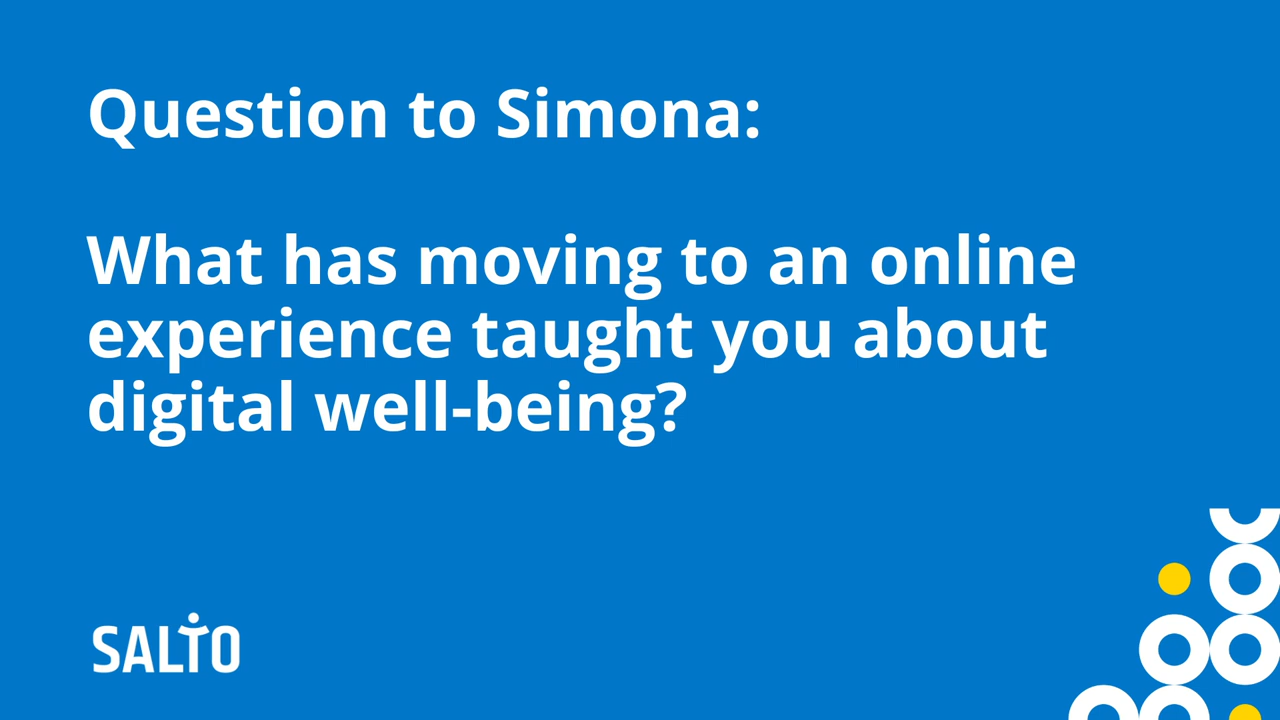 Question to Simona:
What has moving to an online
experience taught you about
digital well-being?
SALTO